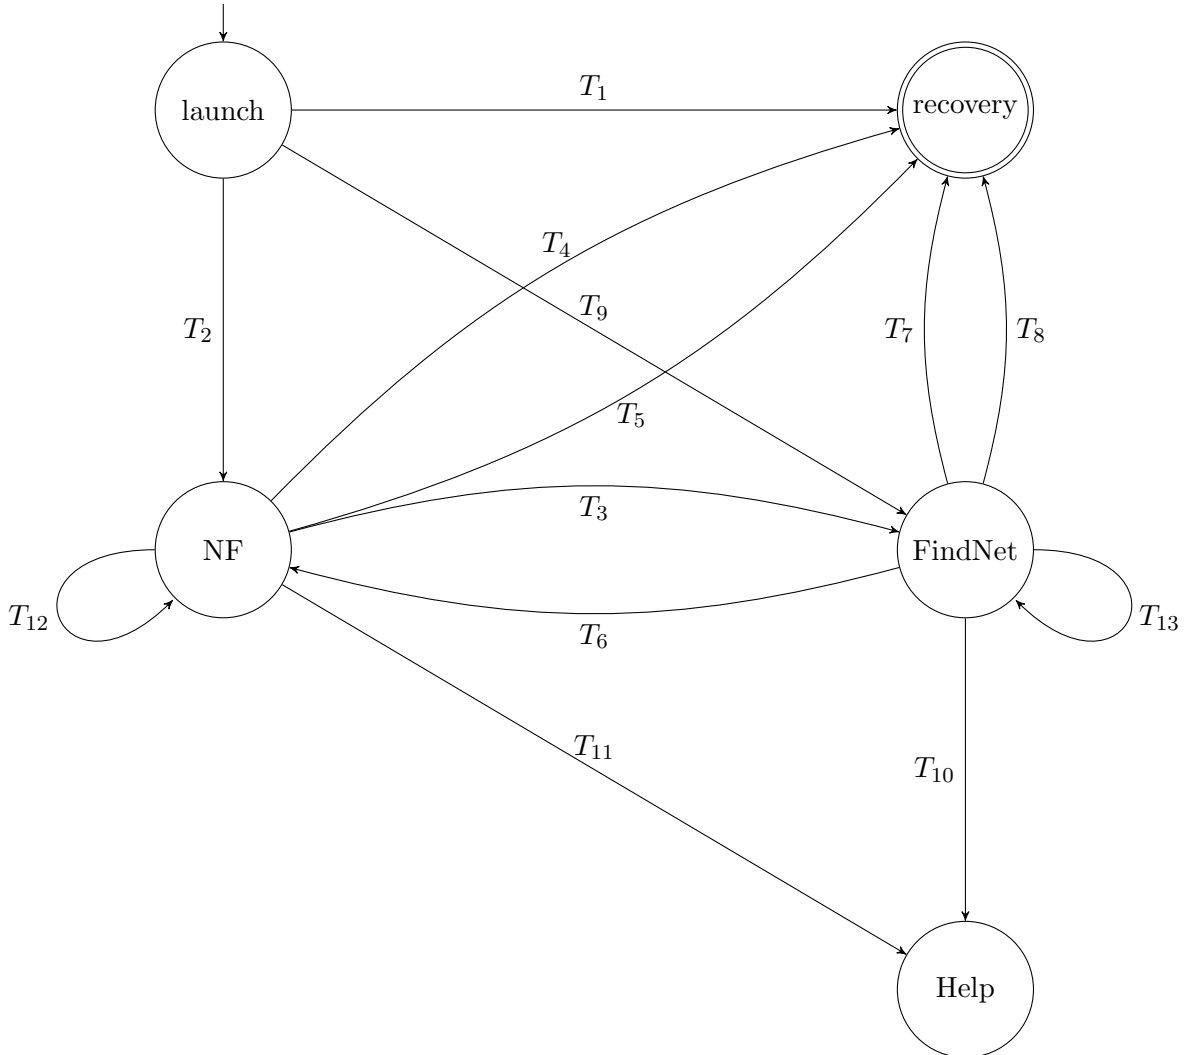 launch
T₁
recovery
T₄
T₉
T₂
T₇
T₈
T₅
T₃
NF
FindNet
T₁₂
T₆
T₁₃
T₁₁
T₁₀
Help